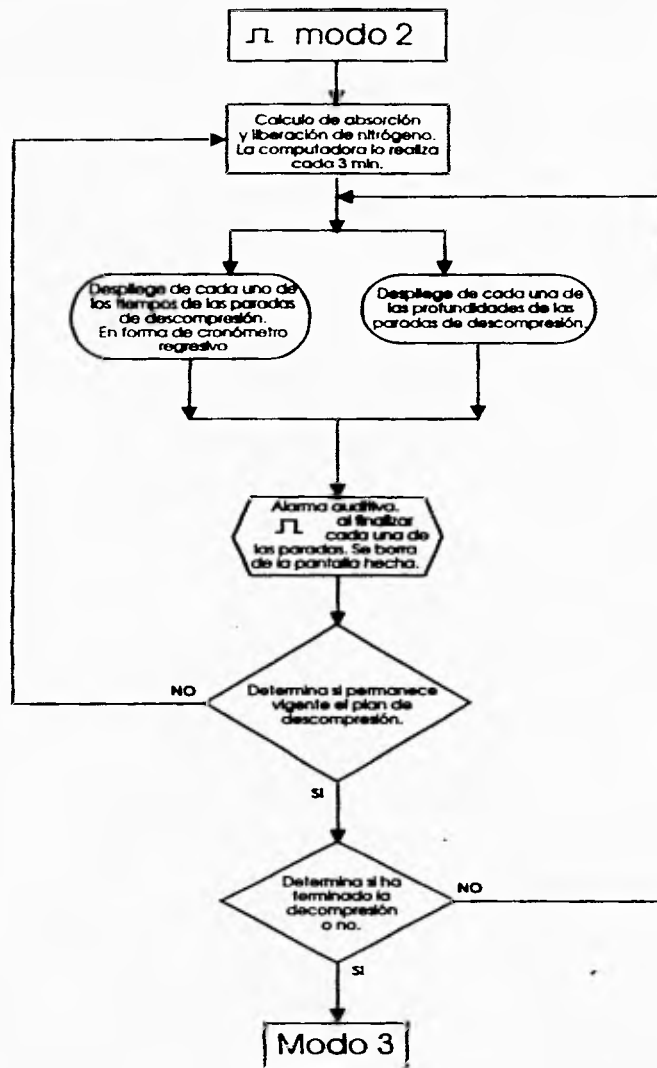 modo 2
Calculo de absorción
y liberación de nitrógeno.
La computadora lo realiza
cada 3 min.
Despliege de cada uno de
los tiempos de las paradas
de descompresión.
En forma de cronómetro
regresivo
Despliege de cada una de
las profundidades de las
paradas de descompresión.
Alarma auditiva.
al finalizar
cada una de
las paradas. Se borra
de la pantalla hecha.
NO
Determina si permanece
vigente el plan de
descompresión.
SI
Determina si ha
terminado la
decompresión
o no.
NO
SI
Modo 3